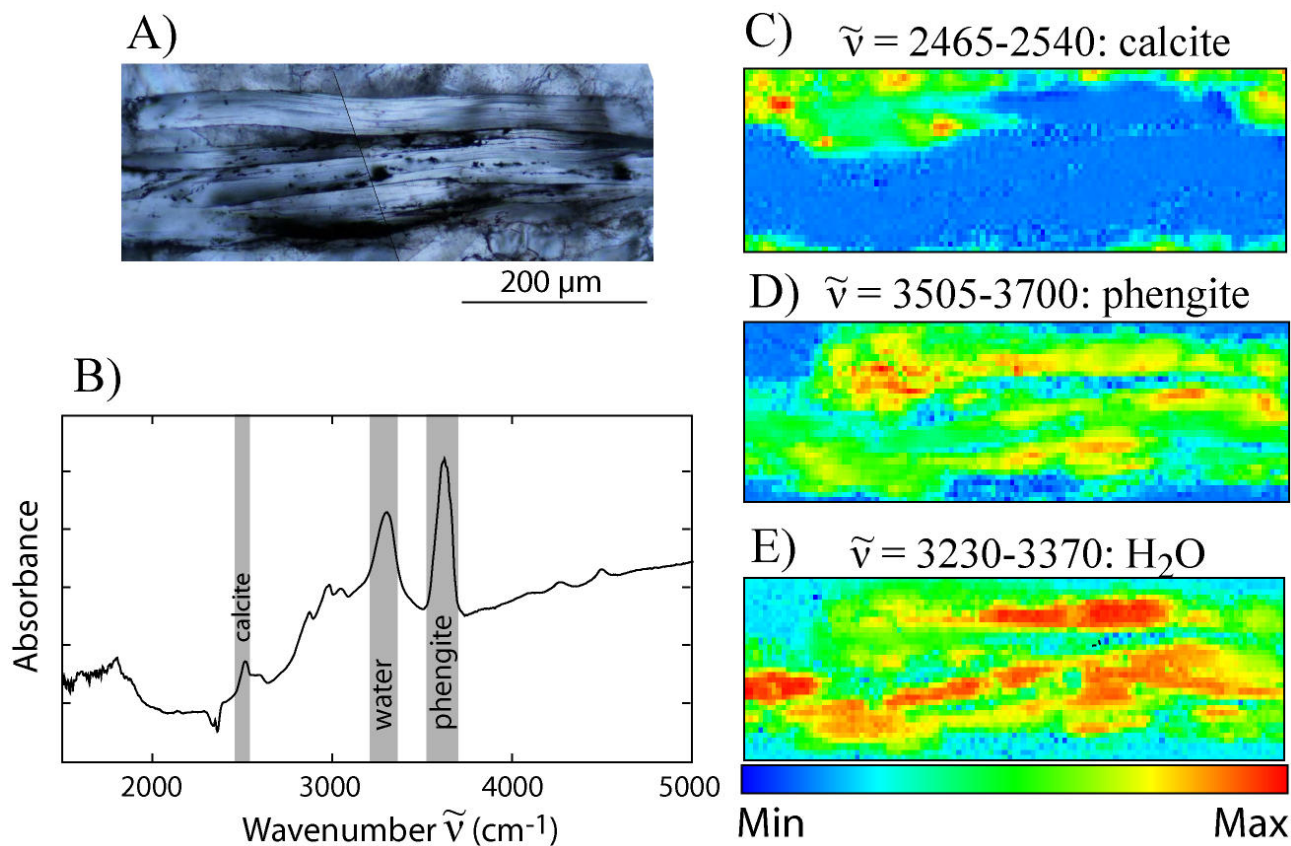 A)
200 µm
B)
Absorbance
calcite
water
phengite
2000 3000 4000 5000
Wavenumber ṽ (cm-1)
C) ṽ = 2465-2540: calcite
D) ṽ = 3505-3700: phengite
E) ṽ = 3230-3370: H₂O
Min Max